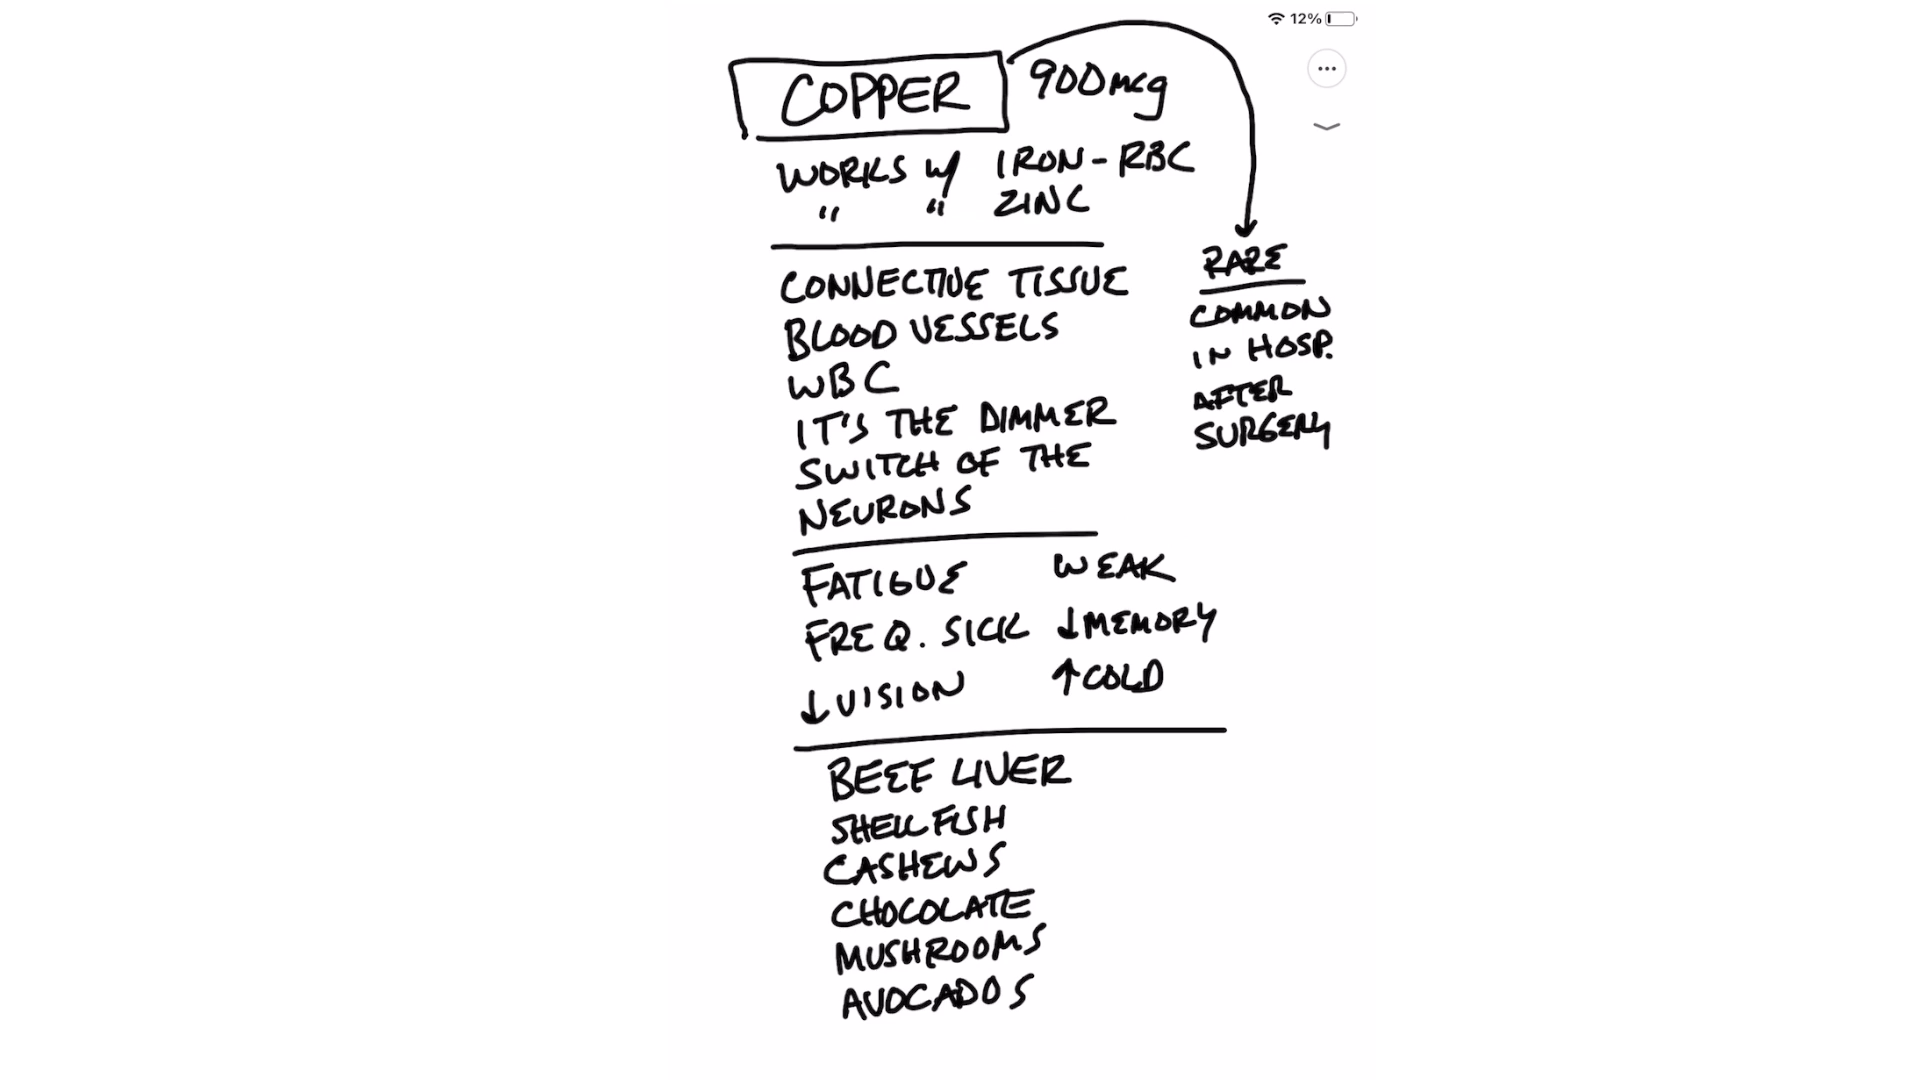 12%
COPPER 900mcg
WORKS w/ IRON - RBC
" " ZINC
RARE
COMMON
IN HOSP.
AFTER
SURGERY
CONNECTIVE TISSUE
BLOOD VESSELS
WBC
IT'S THE DIMMER
SWITCH OF THE
NEURONS
FATIGUE WEAK
FREQ. SICK ↓MEMORY
↓VISION ↑COLD
BEEF LIVER
SHELLFISH
CASHEWS
CHOCOLATE
MUSHROOMS
AVOCADOS